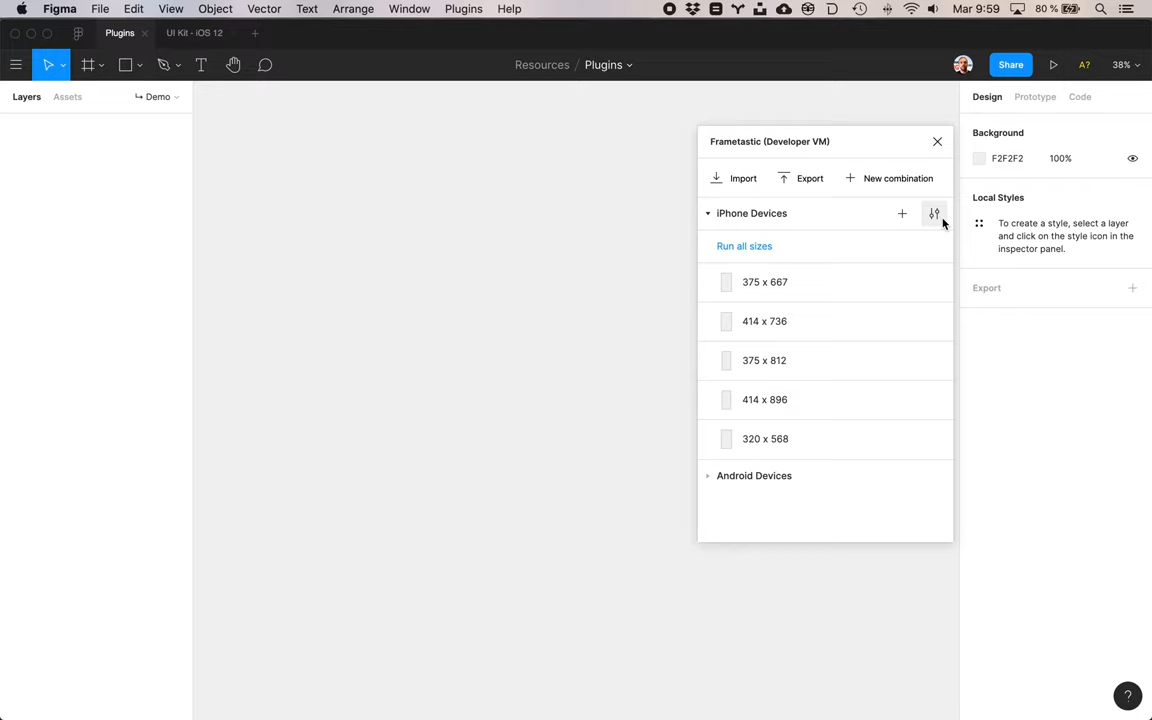 Figma File Edit View Object Vector Text Arrange Window Plugins Help Mar 9:59 80 %
Plugins UI Kit - iOS 12
Resources / Plugins Share A? 38%
Layers Assets Demo
Design Prototype Code
Frametastic (Developer VM)
Import Export New combination
iPhone Devices
Run all sizes
375 x 667
414 x 736
375 x 812
414 x 896
320 x 568
Android Devices
Background
F2F2F2 100%
Local Styles
To create a style, select a layer
and click on the style icon in the
inspector panel.
Export
?